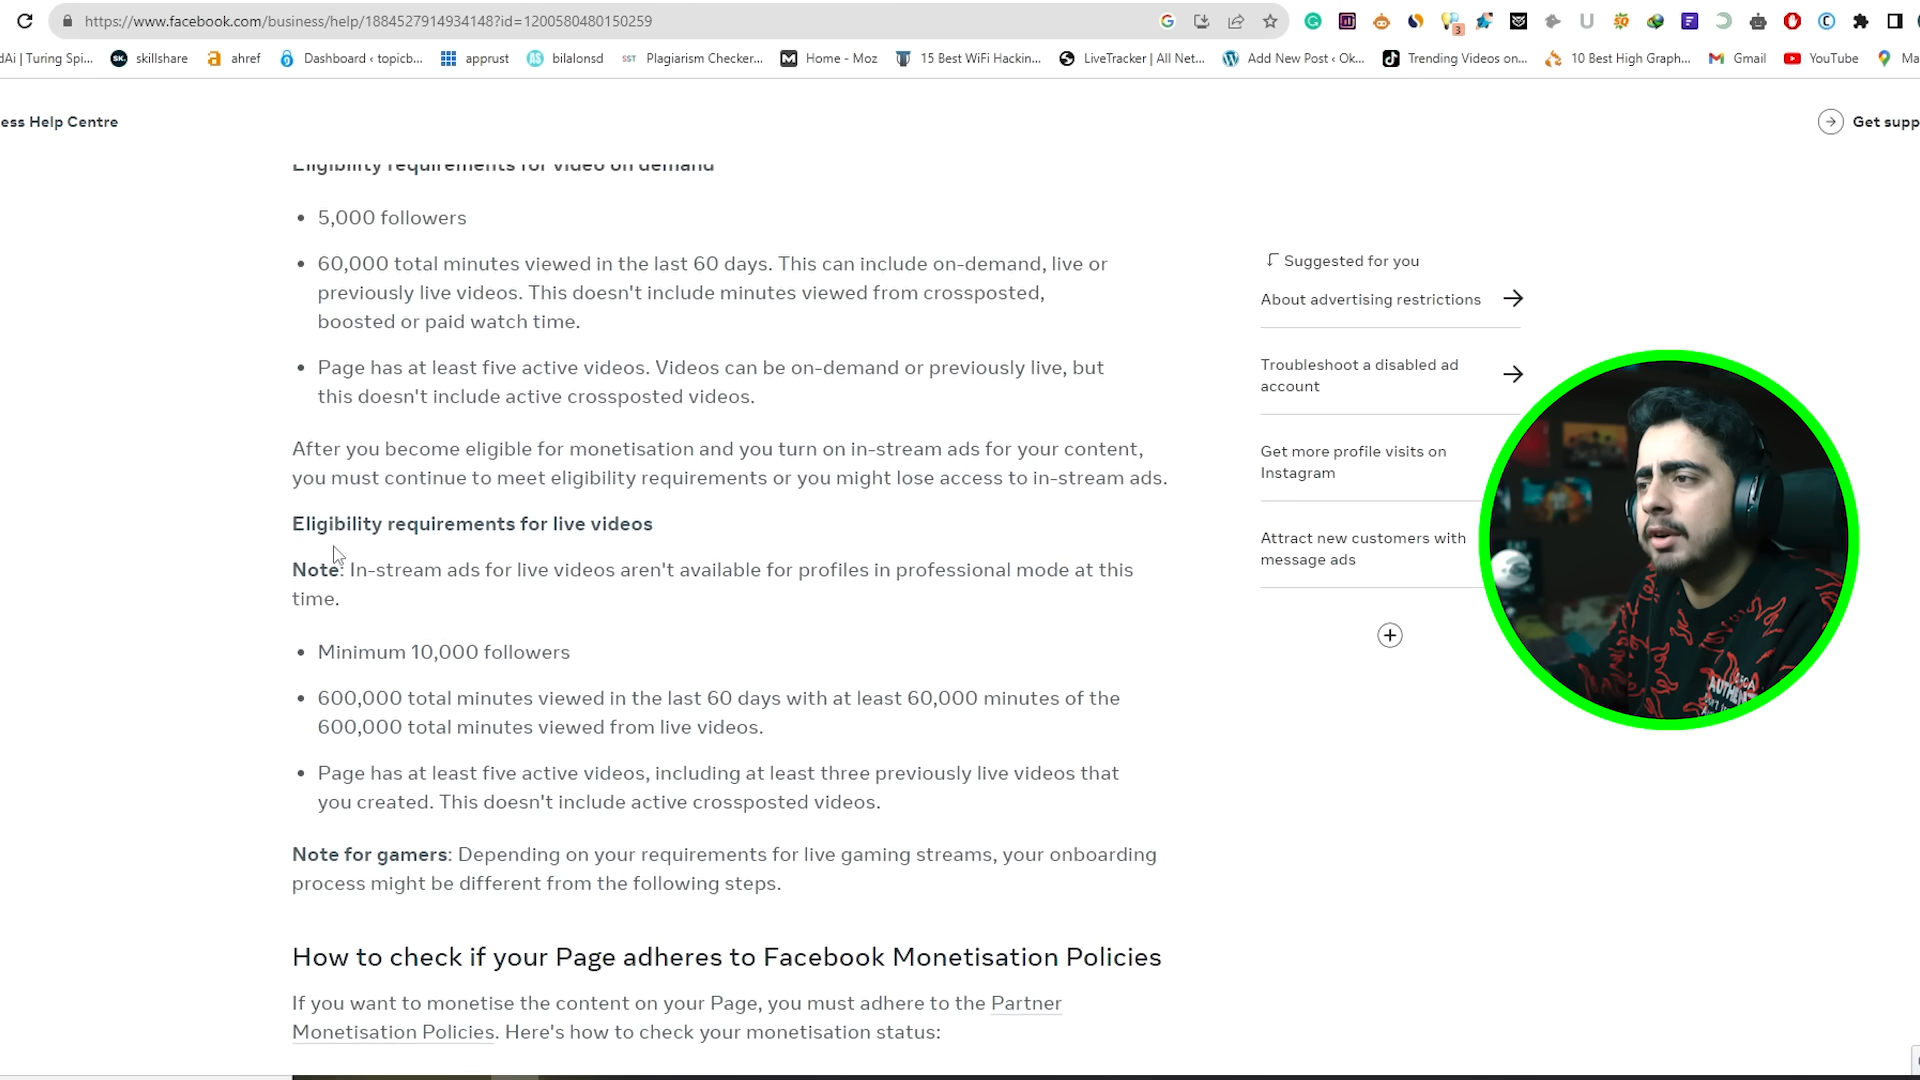 https://www.facebook.com/business/help/1884527914934148?id=1200580480150259
3
dAi | Turing Spi...
SK.
skillshare
ahref
Dashboard ‹ topicb...
apprust
AS
bilalonsd
SST
Plagiarism Checker...
Home - Moz
15 Best WiFi Hackin...
LiveTracker | All Net...
Add New Post ‹ Ok...
Trending Videos on...
10 Best High Graph...
Gmail
YouTube
Ma
ess Help Centre
Get supp
Eligibility requirements for video on demand
• 5,000 followers
• 60,000 total minutes viewed in the last 60 days. This can include on-demand, live or
previously live videos. This doesn't include minutes viewed from crossposted,
boosted or paid watch time.
• Page has at least five active videos. Videos can be on-demand or previously live, but
this doesn't include active crossposted videos.
After you become eligible for monetisation and you turn on in-stream ads for your content,
you must continue to meet eligibility requirements or you might lose access to in-stream ads.
Eligibility requirements for live videos
Note: In-stream ads for live videos aren't available for profiles in professional mode at this
time.
• Minimum 10,000 followers
• 600,000 total minutes viewed in the last 60 days with at least 60,000 minutes of the
600,000 total minutes viewed from live videos.
• Page has at least five active videos, including at least three previously live videos that
you created. This doesn't include active crossposted videos.
Note for gamers: Depending on your requirements for live gaming streams, your onboarding
process might be different from the following steps.
How to check if your Page adheres to Facebook Monetisation Policies
If you want to monetise the content on your Page, you must adhere to the Partner
Monetisation Policies. Here's how to check your monetisation status:
Suggested for you
About advertising restrictions
Troubleshoot a disabled ad
account
Get more profile visits on
Instagram
Attract new customers with
message ads